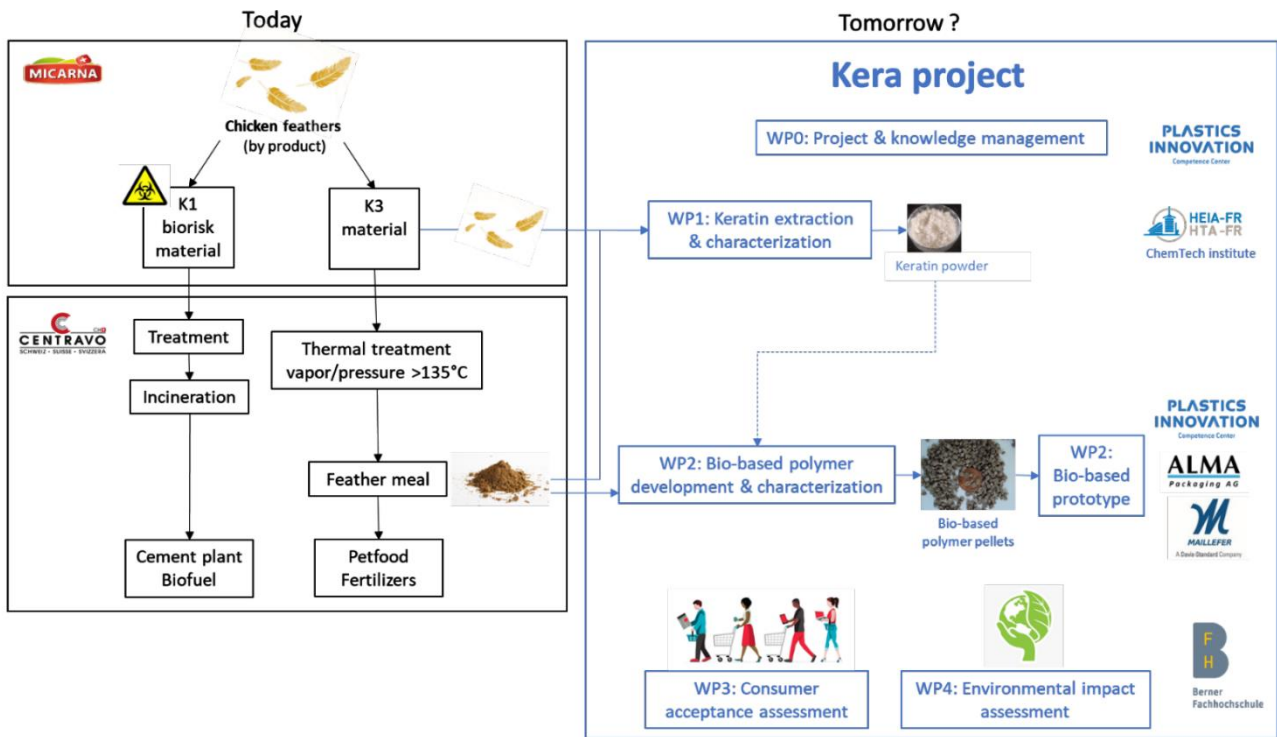 Today
Tomorrow ?
MICARNA
Chicken feathers
(by product)
K1
biorisk
material
K3
material
CENTRAVO
SCHWEIZ - SUISSE - SVIZZERA
CH
Treatment
Incineration
Cement plant
Biofuel
Thermal treatment
vapor/pressure >135°C
Feather meal
Petfood
Fertilizers
Kera project
WP0: Project & knowledge management
PLASTICS
INNOVATION
Competence Center
WP1: Keratin extraction
& characterization
Keratin powder
HEIA-FR
HTA-FR
ChemTech institute
WP2: Bio-based polymer
development & characterization
Bio-based
polymer pellets
WP2:
Bio-based
prototype
PLASTICS
INNOVATION
Competence Center
ALMA
Packaging AG
MAILLEFER
A Davis-Standard Company
WP3: Consumer
acceptance assessment
WP4: Environmental impact
assessment
B
F
H
Berner
Fachhochschule